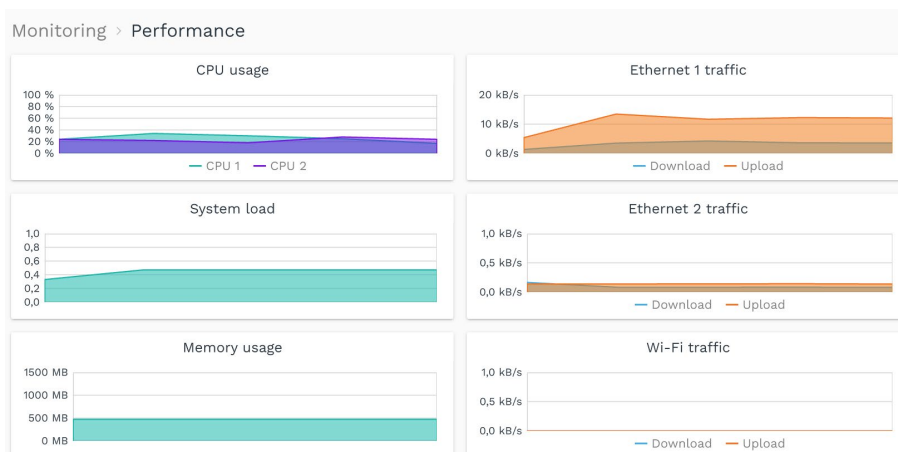 Monitoring > Performance
CPU usage
100 %
80 %
60 %
40 %
20 %
0 %
CPU 1 CPU 2
Ethernet 1 traffic
20 kB/s
10 kB/s
0 kB/s
Download Upload
System load
1,0
0,8
0,6
0,4
0,2
0,0
Ethernet 2 traffic
1,0 kB/s
0,5 kB/s
0,0 kB/s
Download Upload
Memory usage
1500 MB
1000 MB
500 MB
0 MB
Wi-Fi traffic
1,0 kB/s
0,5 kB/s
0,0 kB/s
Download Upload